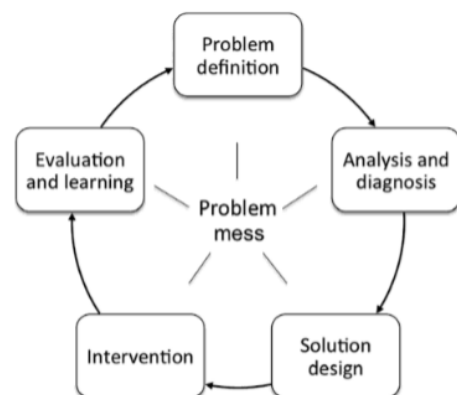 Problem
definition
Analysis and
diagnosis
Solution
design
Intervention
Evaluation
and learning
Problem
mess